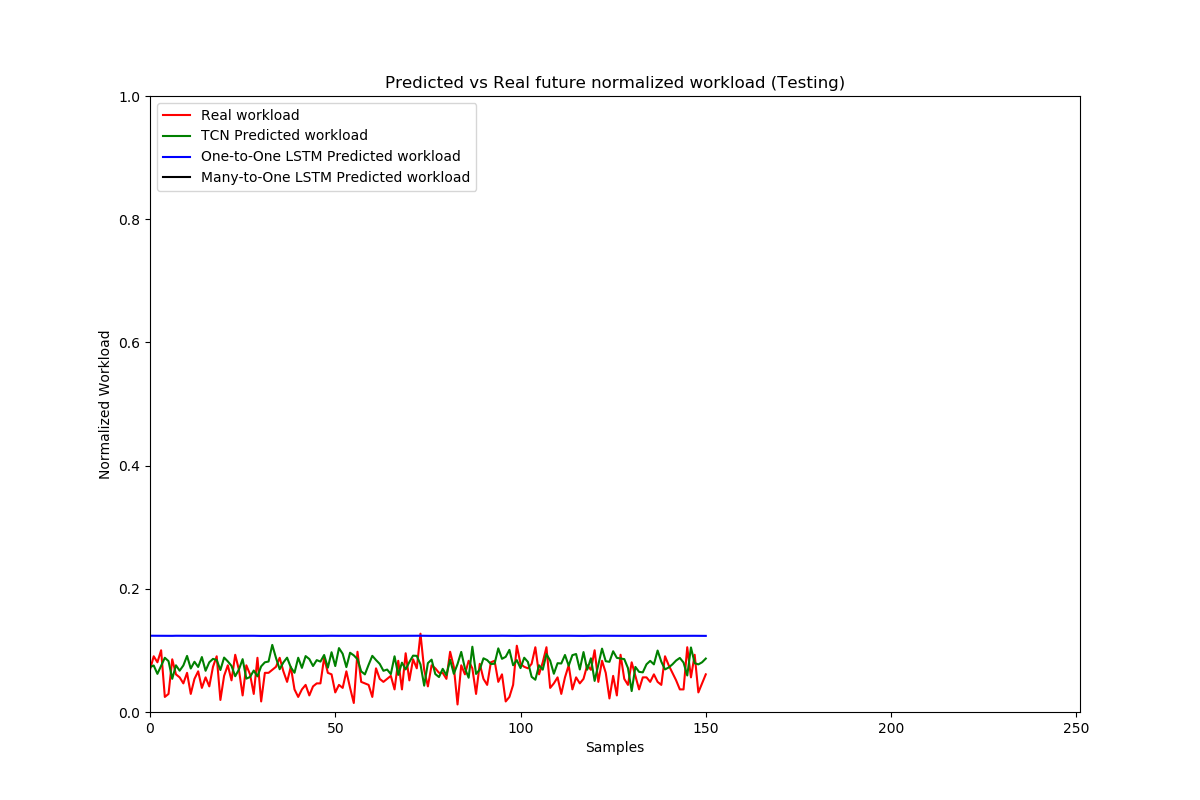 Predicted vs Real future normalized workload (Testing)
1.0
Real workload
TCN Predicted workload
One-to-One LSTM Predicted workload
Many-to-One LSTM Predicted workload
0.8
0.6
Normalized Workload
0.4
0.2
0.0
0 50 100 150 200 250
Samples